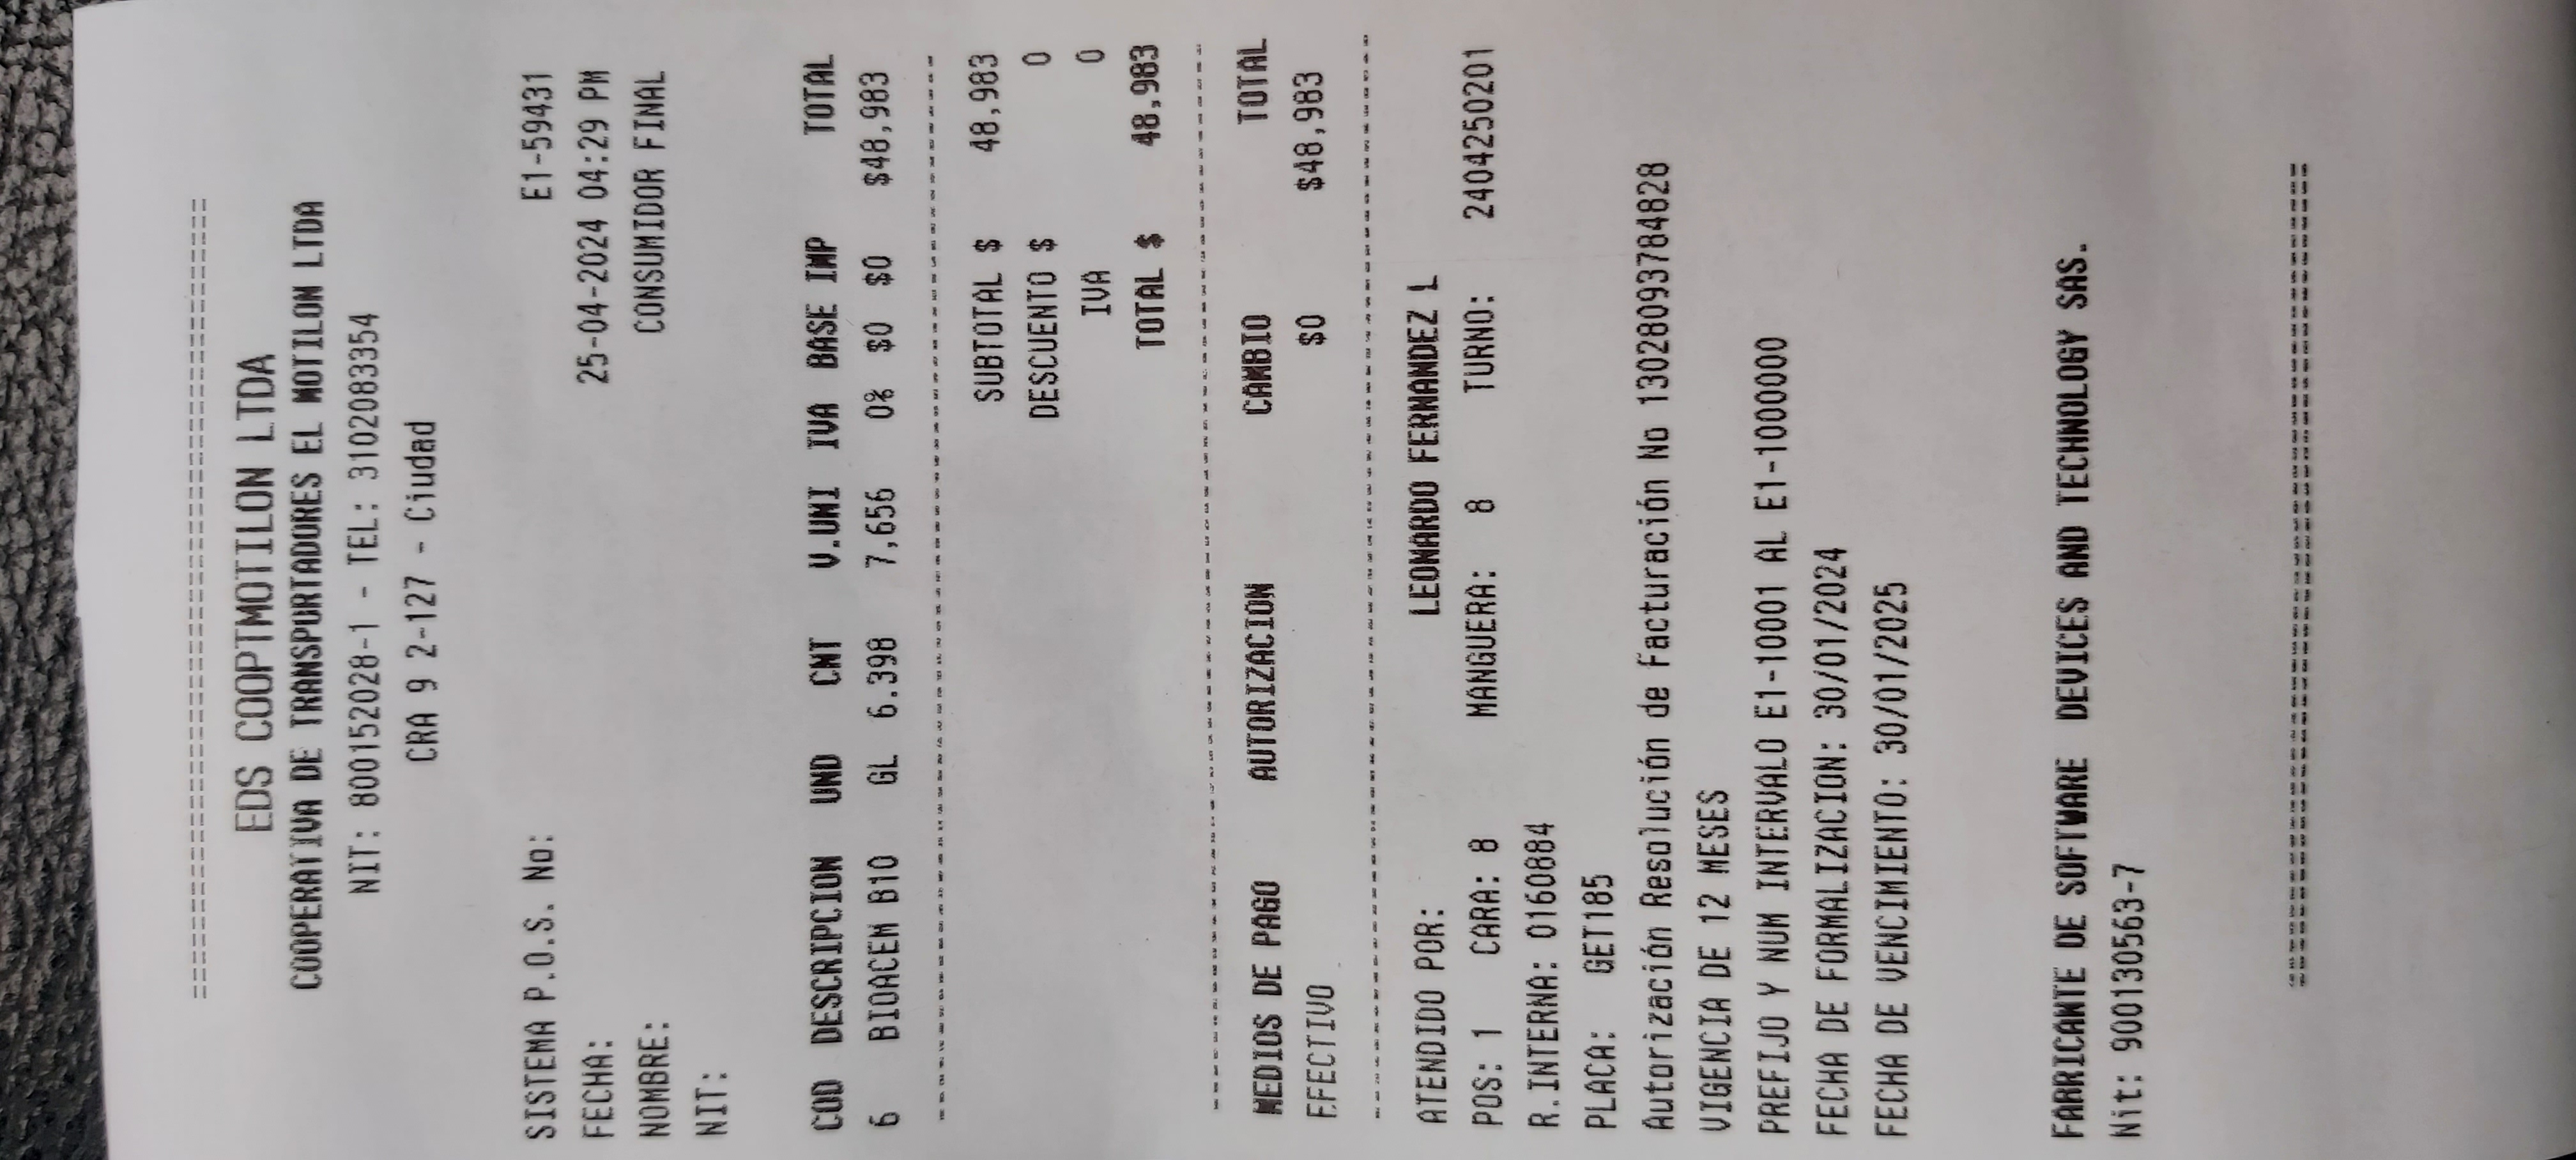 EDS COOPTMOTILON LTDA
COOPERATIVA DE TRANSPORTADORES EL MOTILON LTDA
NIT: 800152028-1 - TEL: 3102083354
CRA 9 2-127 - Ciudad
SISTEMA P.O.S. No: E1-59431
FECHA: 25-04-2024 04:29 PM
NOMBRE: CONSUMIDOR FINAL
NIT:
COD DESCRIPCION UND CNT V.UNI IVA BASE IMP TOTAL
6 BIOACEM B10 GL 6.398 7,656 0% $0 $0 $48,983
SUBTOTAL $ 48,983
DESCUENTO $ 0
IVA 0
TOTAL $ 48,983
MEDIOS DE PAGO AUTORIZACION CAMBIO TOTAL
EFECTIVO $0 $48,983
ATENDIDO POR: LEONARDO FERNANDEZ L
POS: 1 CARA: 8 MANGUERA: 8 TURNO: 2404250201
R.INTERNA: 0160884
PLACA: GET185
Autorización Resolución de Facturación No 13028093784828
VIGENCIA DE 12 MESES
PREFIJO Y NUM INTERVALO E1-10001 AL E1-1000000
FECHA DE FORMALIZACION: 30/01/2024
FECHA DE VENCIMIENTO: 30/01/2025
FABRICANTE DE SOFTWARE DEVICES AND TECHNOLOGY SAS.
Nit: 900130563-7